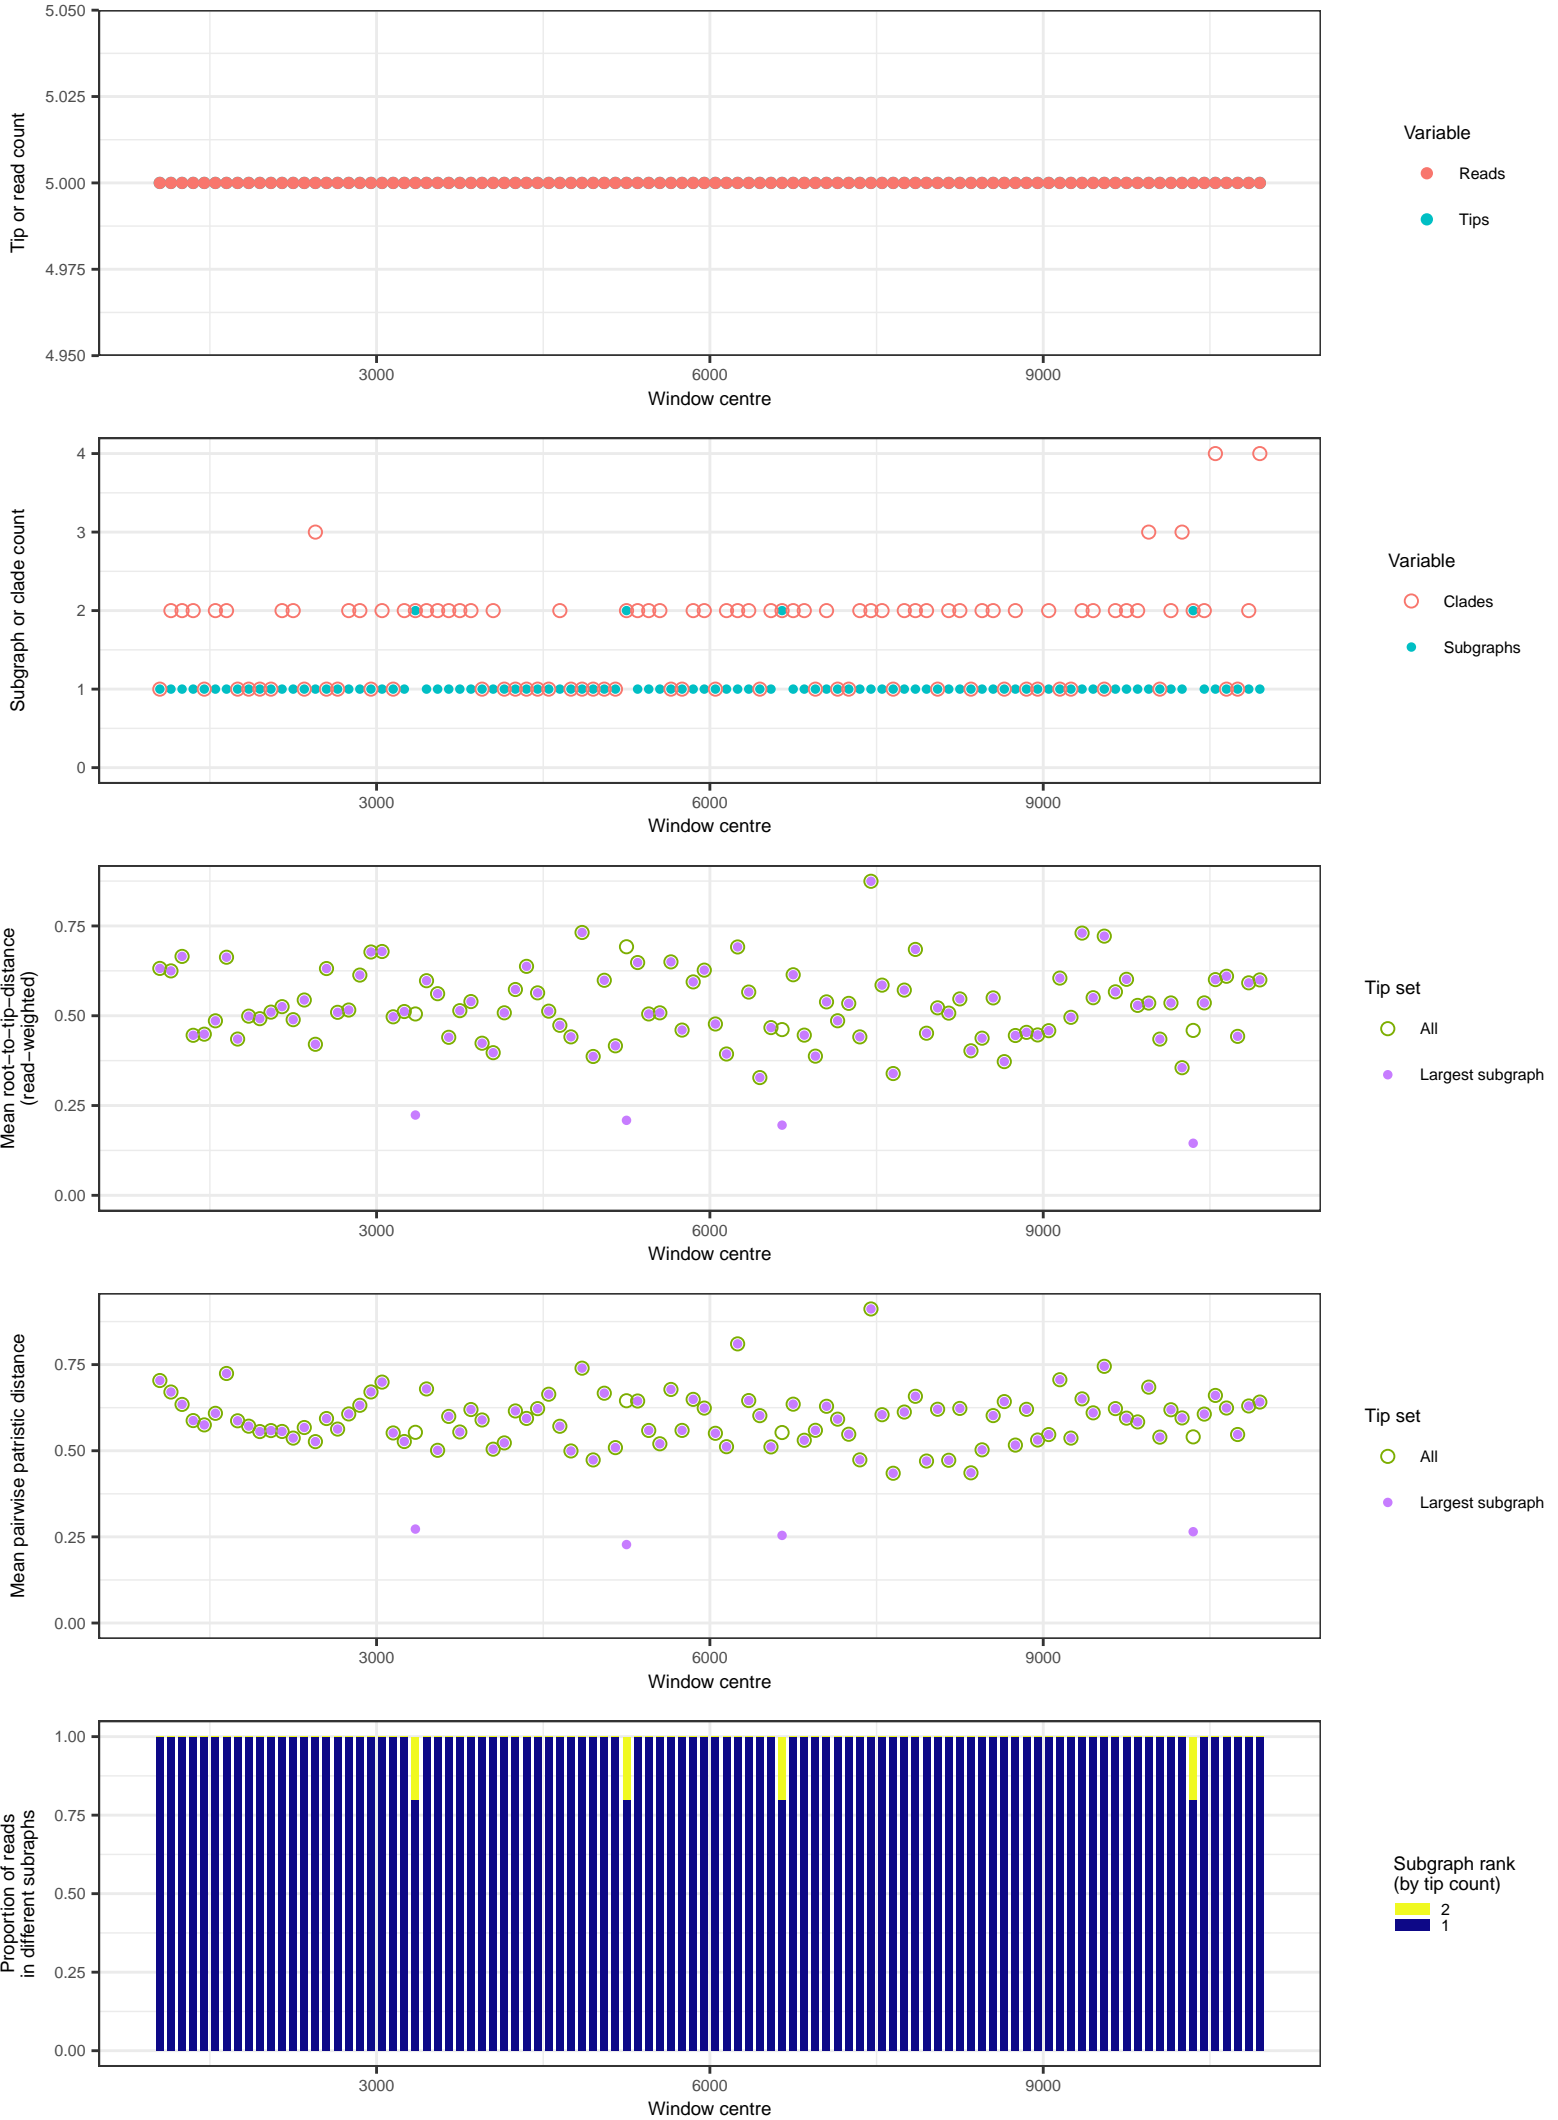 5.050
5.025
5.000
4.975
4.950
Tip or read count
3000 6000 9000
Window centre
Variable
Reads
Tips
4
3
2
1
0
Subgraph or clade count
3000 6000 9000
Window centre
Variable
Clades
Subgraphs
0.75
0.50
0.25
0.00
Mean root−to−tip−distance
(read−weighted)
3000 6000 9000
Window centre
Tip set
All
Largest subgraph
0.75
0.50
0.25
0.00
Mean pairwise patristic distance
3000 6000 9000
Window centre
Tip set
All
Largest subgraph
1.00
0.75
0.50
0.25
0.00
Proportion of reads
in different subraphs
3000 6000 9000
Window centre
Subgraph rank
(by tip count)
2
1